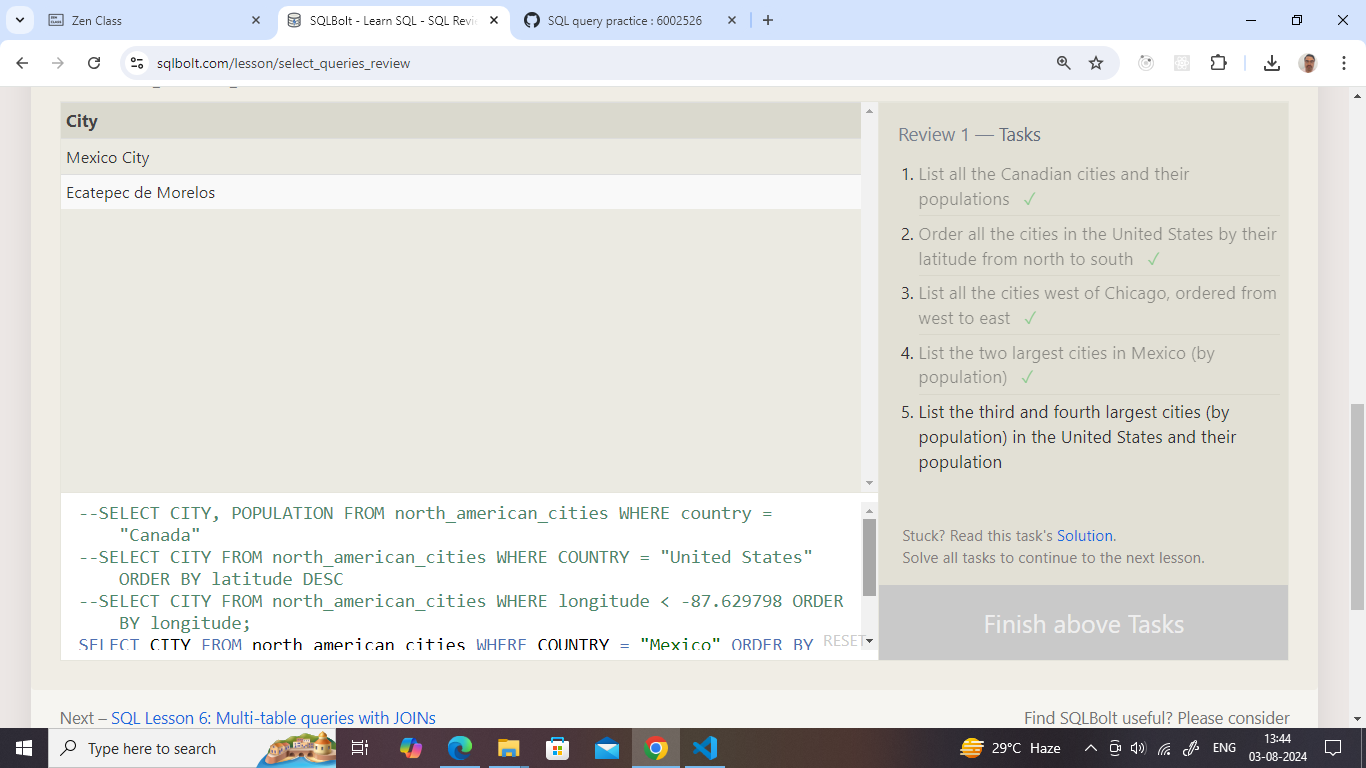 Zen Class
SQLBolt - Learn SQL - SQL Revie
SQL query practice : 6002526
sqlbolt.com/lesson/select_queries_review
City
Mexico City
Ecatepec de Morelos
Review 1 — Tasks
1. List all the Canadian cities and their
populations ✓
2. Order all the cities in the United States by their
latitude from north to south ✓
3. List all the cities west of Chicago, ordered from
west to east ✓
4. List the two largest cities in Mexico (by
population) ✓
5. List the third and fourth largest cities (by
population) in the United States and their
population
--SELECT CITY, POPULATION FROM north_american_cities WHERE country =
"Canada"
--SELECT CITY FROM north_american_cities WHERE COUNTRY = "United States"
ORDER BY latitude DESC
--SELECT CITY FROM north_american_cities WHERE longitude < -87.629798 ORDER
BY longitude;
SELECT CITY FROM north_american_cities WHERE COUNTRY = "Mexico" ORDER BY
RESET
Stuck? Read this task's Solution.
Solve all tasks to continue to the next lesson.
Finish above Tasks
Next – SQL Lesson 6: Multi-table queries with JOINs
Find SQLBolt useful? Please consider
Type here to search
29°C Haze
ENG
13:44
03-08-2024